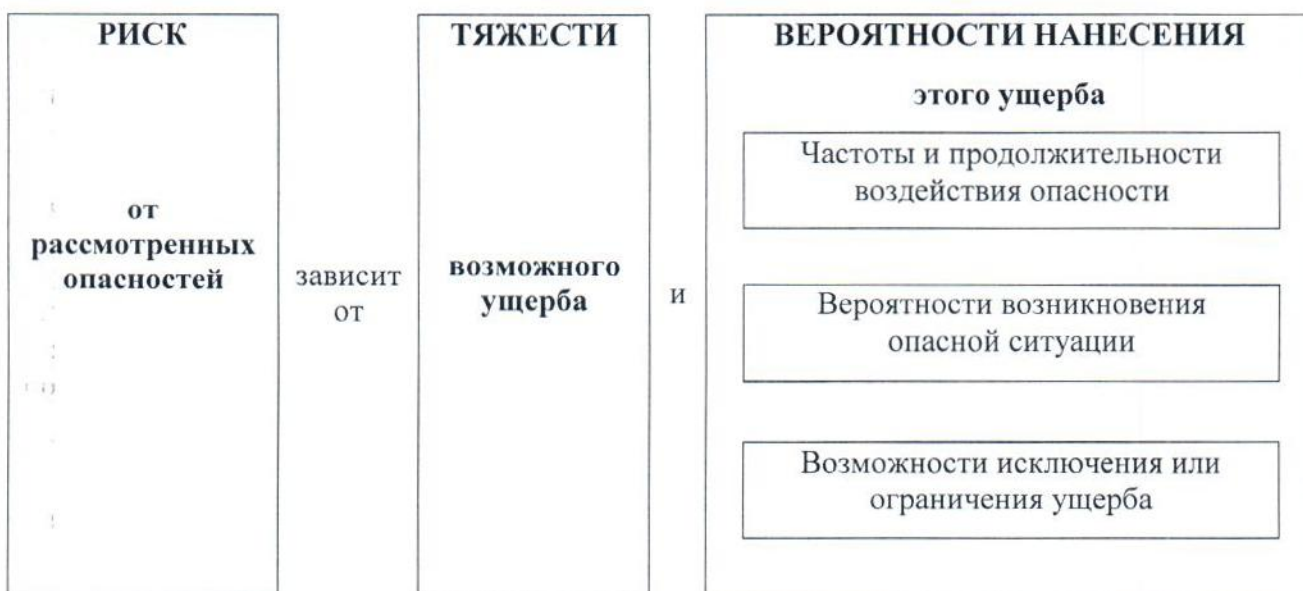 РИСК
от
рассмотренных
опасностей
зависит
от
ТЯЖЕСТИ
возможного
ущерба
и
ВЕРОЯТНОСТИ НАНЕСЕНИЯ
этого ущерба
Частоты и продолжительности
воздействия опасности
Вероятности возникновения
опасной ситуации
Возможности исключения или
ограничения ущерба